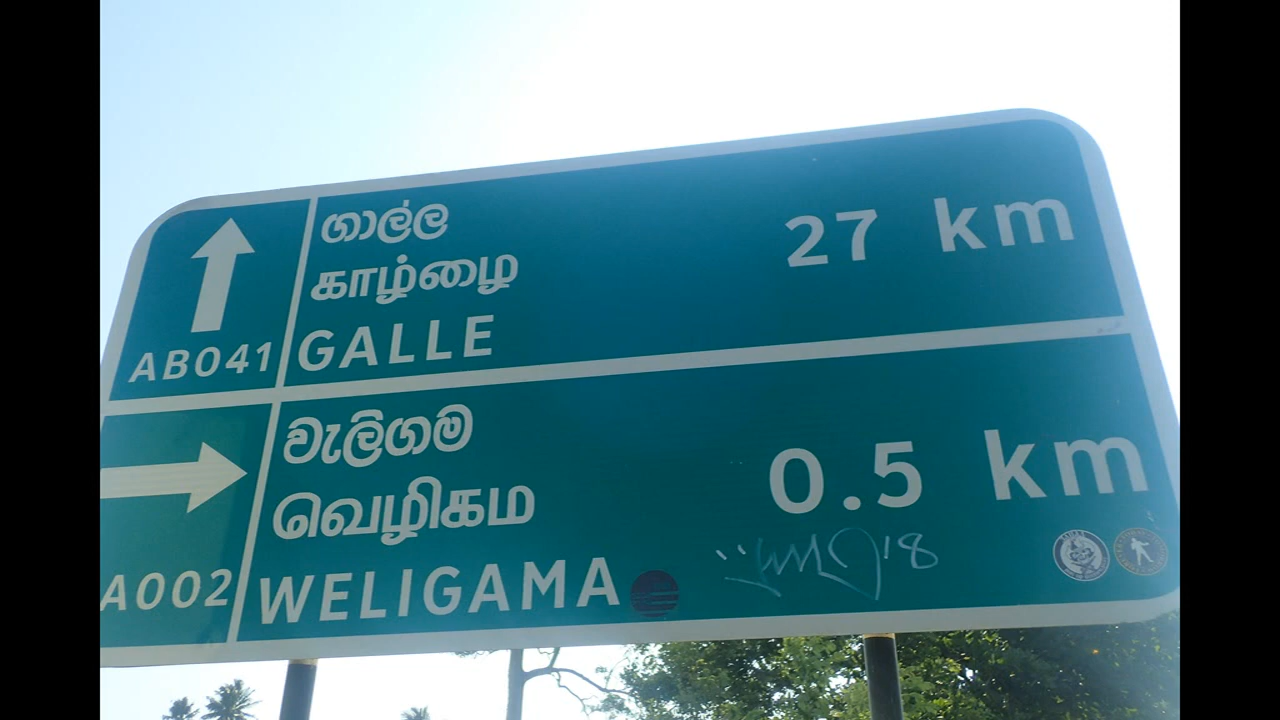 ගාල්ල
காழ்ழை
GALLE
27 km
AB041
වැලිගම
வெழிகம
WELIGAMA
0.5 km
A002